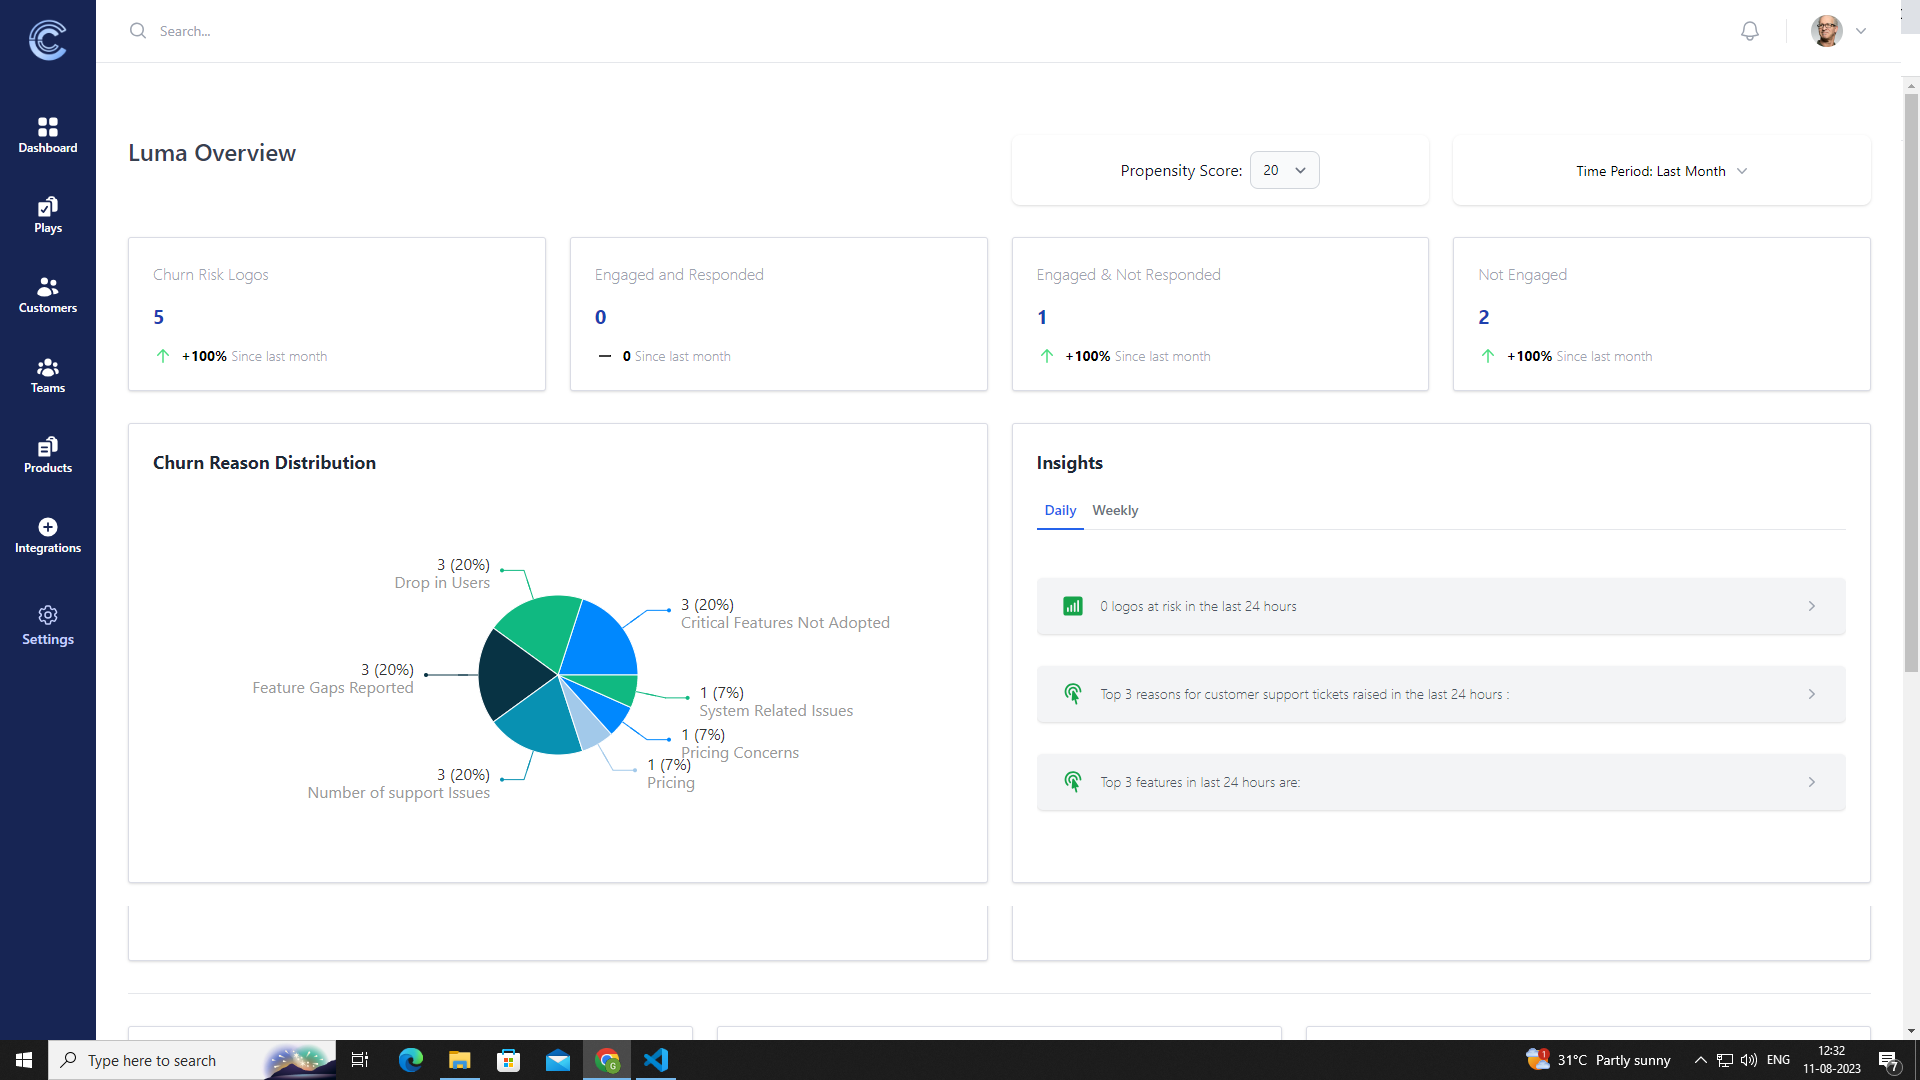 Search...
Dashboard
Plays
Customers
Teams
Products
Integrations
Settings
Luma Overview
Propensity Score: 20
Time Period: Last Month
Churn Risk Logos
5
+100% Since last month
Engaged and Responded
0
0 Since last month
Engaged & Not Responded
1
+100% Since last month
Not Engaged
2
+100% Since last month
Churn Reason Distribution
3 (20%)
Drop in Users
3 (20%)
Critical Features Not Adopted
3 (20%)
Feature Gaps Reported
1 (7%)
System Related Issues
1 (7%)
Pricing Concerns
1 (7%)
Pricing
3 (20%)
Number of support Issues
Insights
Daily Weekly
0 logos at risk in the last 24 hours
Top 3 reasons for customer support tickets raised in the last 24 hours :
Top 3 features in last 24 hours are:
Type here to search
1
31°C Partly sunny
ENG
12:32
11-08-2023
7